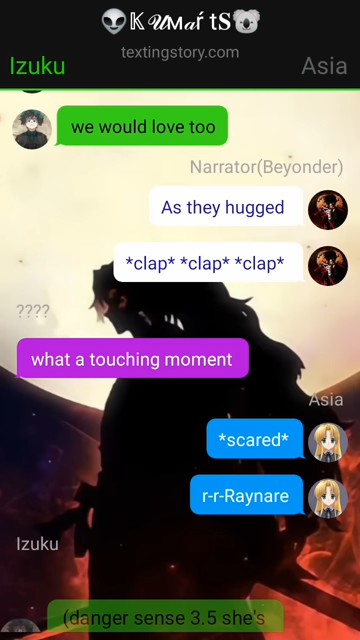 👽𝕂 𝓤ᴍ𝒶ŕ t𝐒🐨
textingstory.com
Izuku
Asia
we would love too
Narrator(Beyonder)
As they hugged
*clap* *clap* *clap*
????
what a touching moment
Asia
*scared*
r-r-Raynare
Izuku
(danger sense 3.5 she's